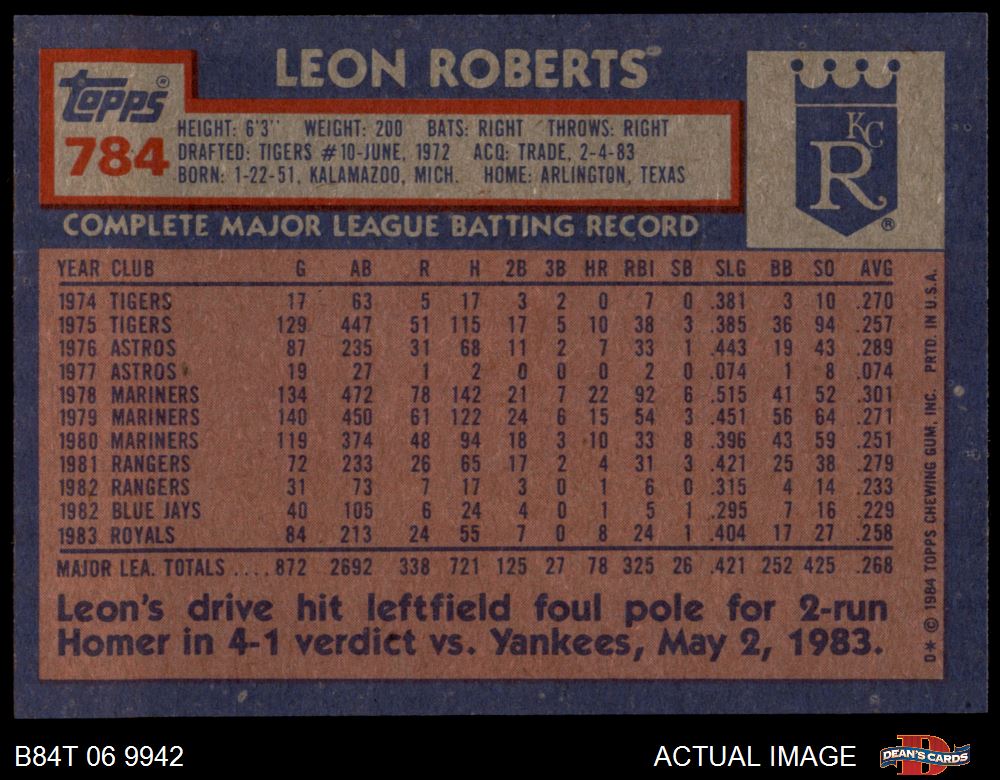 LEON ROBERTS
Topps®
784
HEIGHT: 6'3" WEIGHT: 200 BATS: RIGHT THROWS: RIGHT
DRAFTED: TIGERS #10-JUNE, 1972 ACQ: TRADE, 2-4-83
BORN: 1-22-51, KALAMAZOO, MICH. HOME: ARLINGTON, TEXAS
KC
R
®
COMPLETE MAJOR LEAGUE BATTING RECORD
YEAR CLUB G AB R H 2B 3B HR RBI SB SLG BB SO AVG
1974 TIGERS 17 63 5 17 3 2 0 7 0 .381 3 10 .270
1975 TIGERS 129 447 51 115 17 5 10 38 3 .385 36 94 .257
1976 ASTROS 87 235 31 68 11 2 7 33 1 .443 19 43 .289
1977 ASTROS 19 27 1 2 0 0 0 2 0 .074 1 8 .074
1978 MARINERS 134 472 78 142 21 7 22 92 6 .515 41 52 .301
1979 MARINERS 140 450 61 122 24 6 15 54 3 .451 56 64 .271
1980 MARINERS 119 374 48 94 18 3 10 33 8 .396 43 59 .251
1981 RANGERS 72 233 26 65 17 2 4 31 3 .421 25 38 .279
1982 RANGERS 31 73 7 17 3 0 1 6 0 .315 4 14 .233
1982 BLUE JAYS 40 105 6 24 4 0 1 5 1 .295 7 16 .229
1983 ROYALS 84 213 24 55 7 0 8 24 1 .404 17 27 .258
MAJOR LEA. TOTALS .... 872 2692 338 721 125 27 78 325 26 .421 252 425 .268
Leon's drive hit leftfield foul pole for 2-run
Homer in 4-1 verdict vs. Yankees, May 2, 1983.
D* © 1984 TOPPS CHEWING GUM, INC. PRTD. IN U.S.A.
B84T 06 9942
ACTUAL IMAGE
D
DEAN'S CARDS